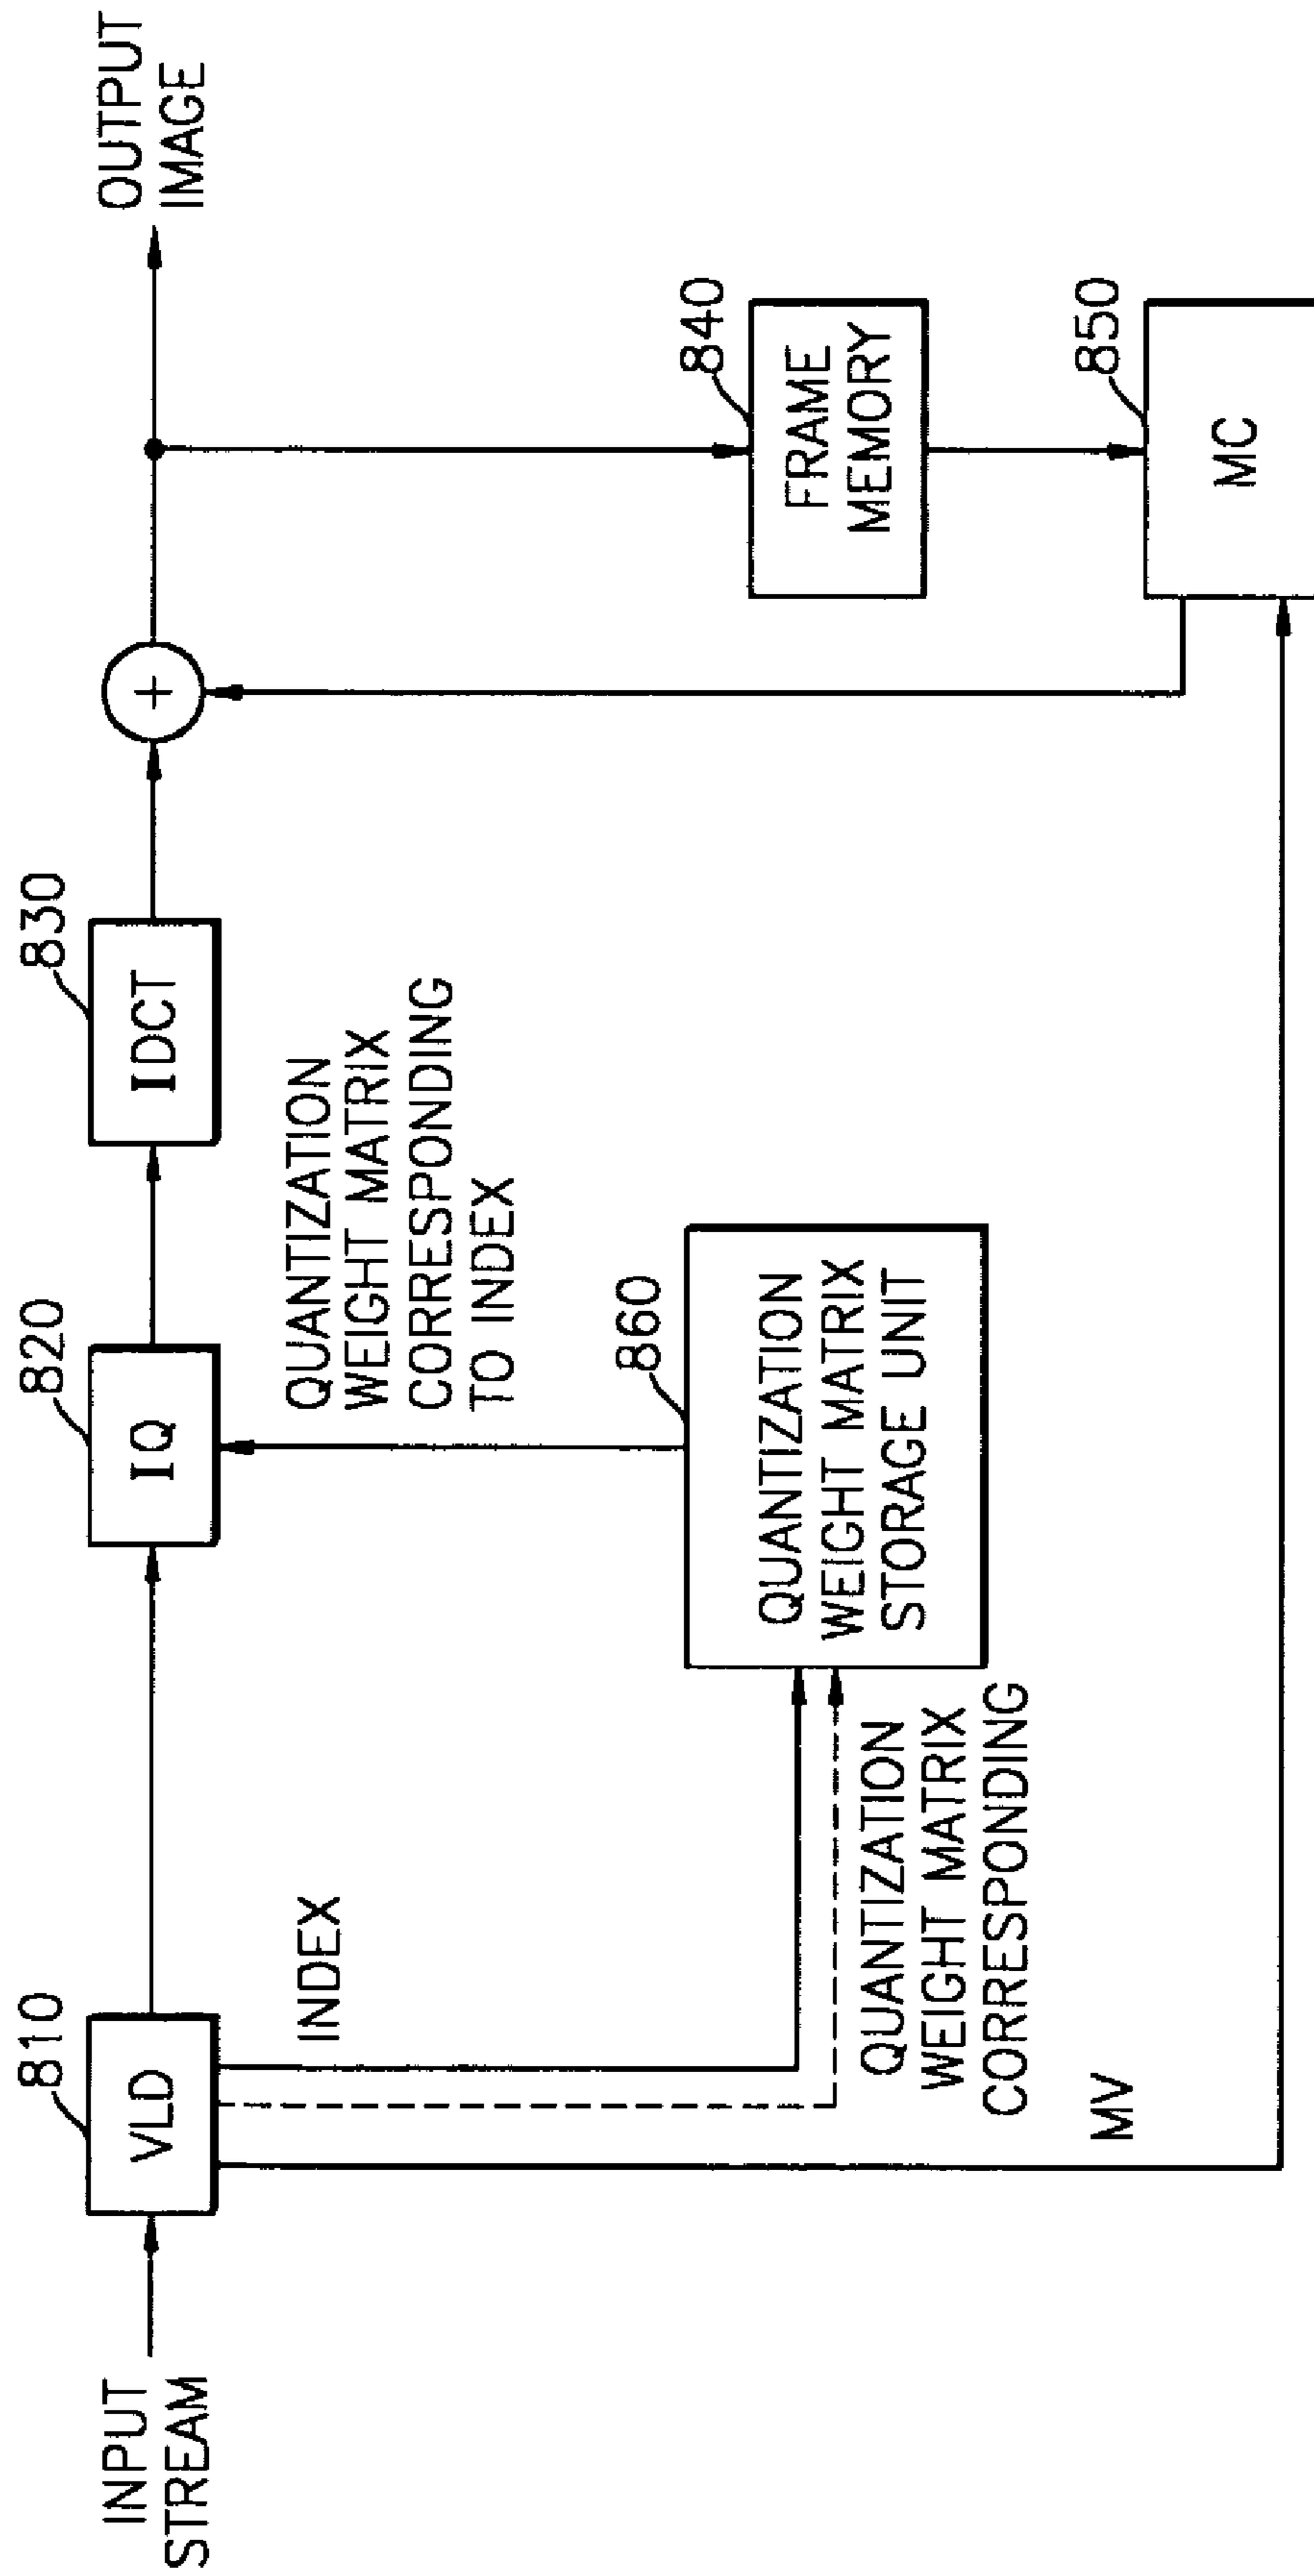 INPUT
STREAM
810
VLD
820
IQ
830
IDCT
+
OUTPUT
IMAGE
INDEX
QUANTIZATION
WEIGHT MATRIX
CORRESPONDING
TO INDEX
860
QUANTIZATION
WEIGHT MATRIX
STORAGE UNIT
840
FRAME
MEMORY
QUANTIZATION
WEIGHT MATRIX
CORRESPONDING
MV
850
MC